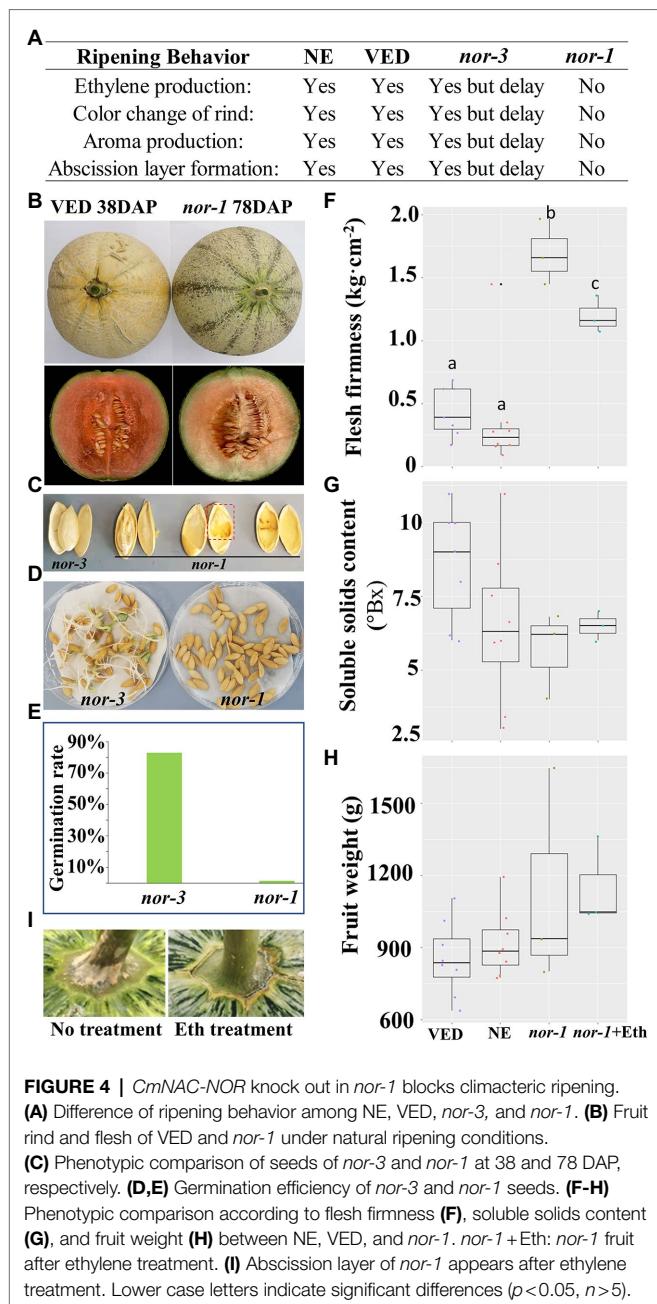 A
Ripening Behavior NE VED nor-3 nor-1
Ethylene production: Yes Yes Yes but delay No
Color change of rind: Yes Yes Yes but delay No
Aroma production: Yes Yes Yes but delay No
Abscission layer formation: Yes Yes Yes but delay No
B
VED 38DAP nor-1 78DAP
C
nor-3 nor-1
D
nor-3 nor-1
E
Germination rate
90%
70%
50%
30%
10%
nor-3 nor-1
I
No treatment Eth treatment
F
Flesh firmness (kg·cm-2)
2.0
1.5
1.0
0.5
0
a
a
b
c
G
Soluble solids content
(°Bx)
10
7.5
5
2.5
H
Fruit weight (g)
1500
1200
900
600
VED NE nor-1 nor-1+Eth
FIGURE 4 | CmNAC-NOR knock out in nor-1 blocks climacteric ripening.
(A) Difference of ripening behavior among NE, VED, nor-3, and nor-1. (B) Fruit
rind and flesh of VED and nor-1 under natural ripening conditions.
(C) Phenotypic comparison of seeds of nor-3 and nor-1 at 38 and 78 DAP,
respectively. (D,E) Germination efficiency of nor-3 and nor-1 seeds. (F-H)
Phenotypic comparison according to flesh firmness (F), soluble solids content
(G), and fruit weight (H) between NE, VED, and nor-1. nor-1+Eth: nor-1 fruit
after ethylene treatment. (I) Abscission layer of nor-1 appears after ethylene
treatment. Lower case letters indicate significant differences (p<0.05, n>5).